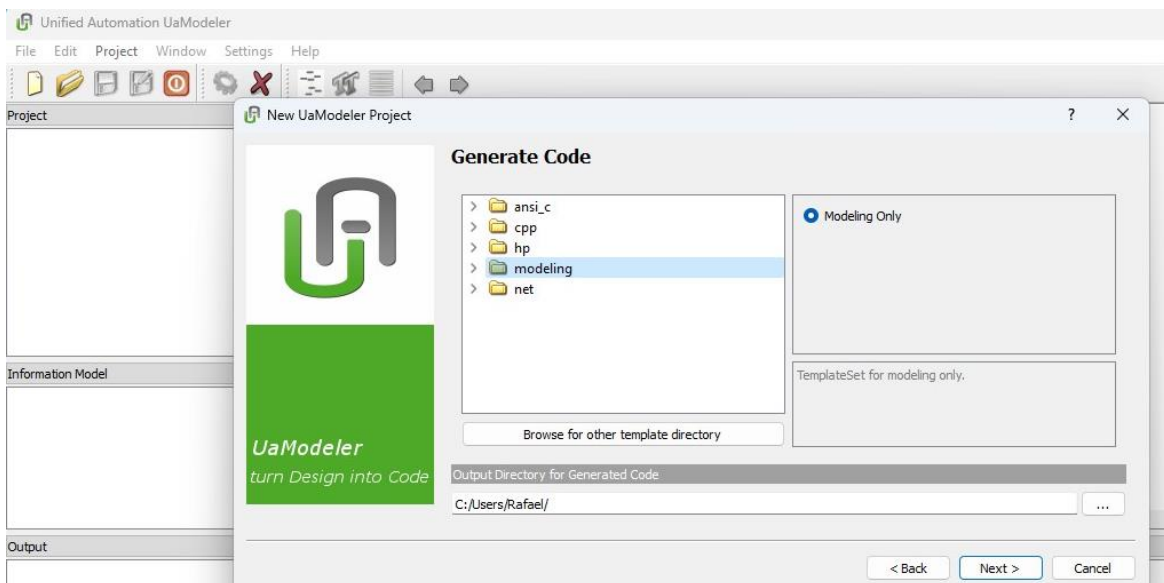 Unified Automation UaModeler
File Edit Project Window Settings Help
Project
New UaModeler Project
?
Generate Code
ansi_c
cpp
hp
modeling
net
Modeling Only
Information Model
TemplateSet for modeling only.
Browse for other template directory
UaModeler
turn Design into Code
Output Directory for Generated Code
C:/Users/Rafael/
...
Output
< Back Next > Cancel